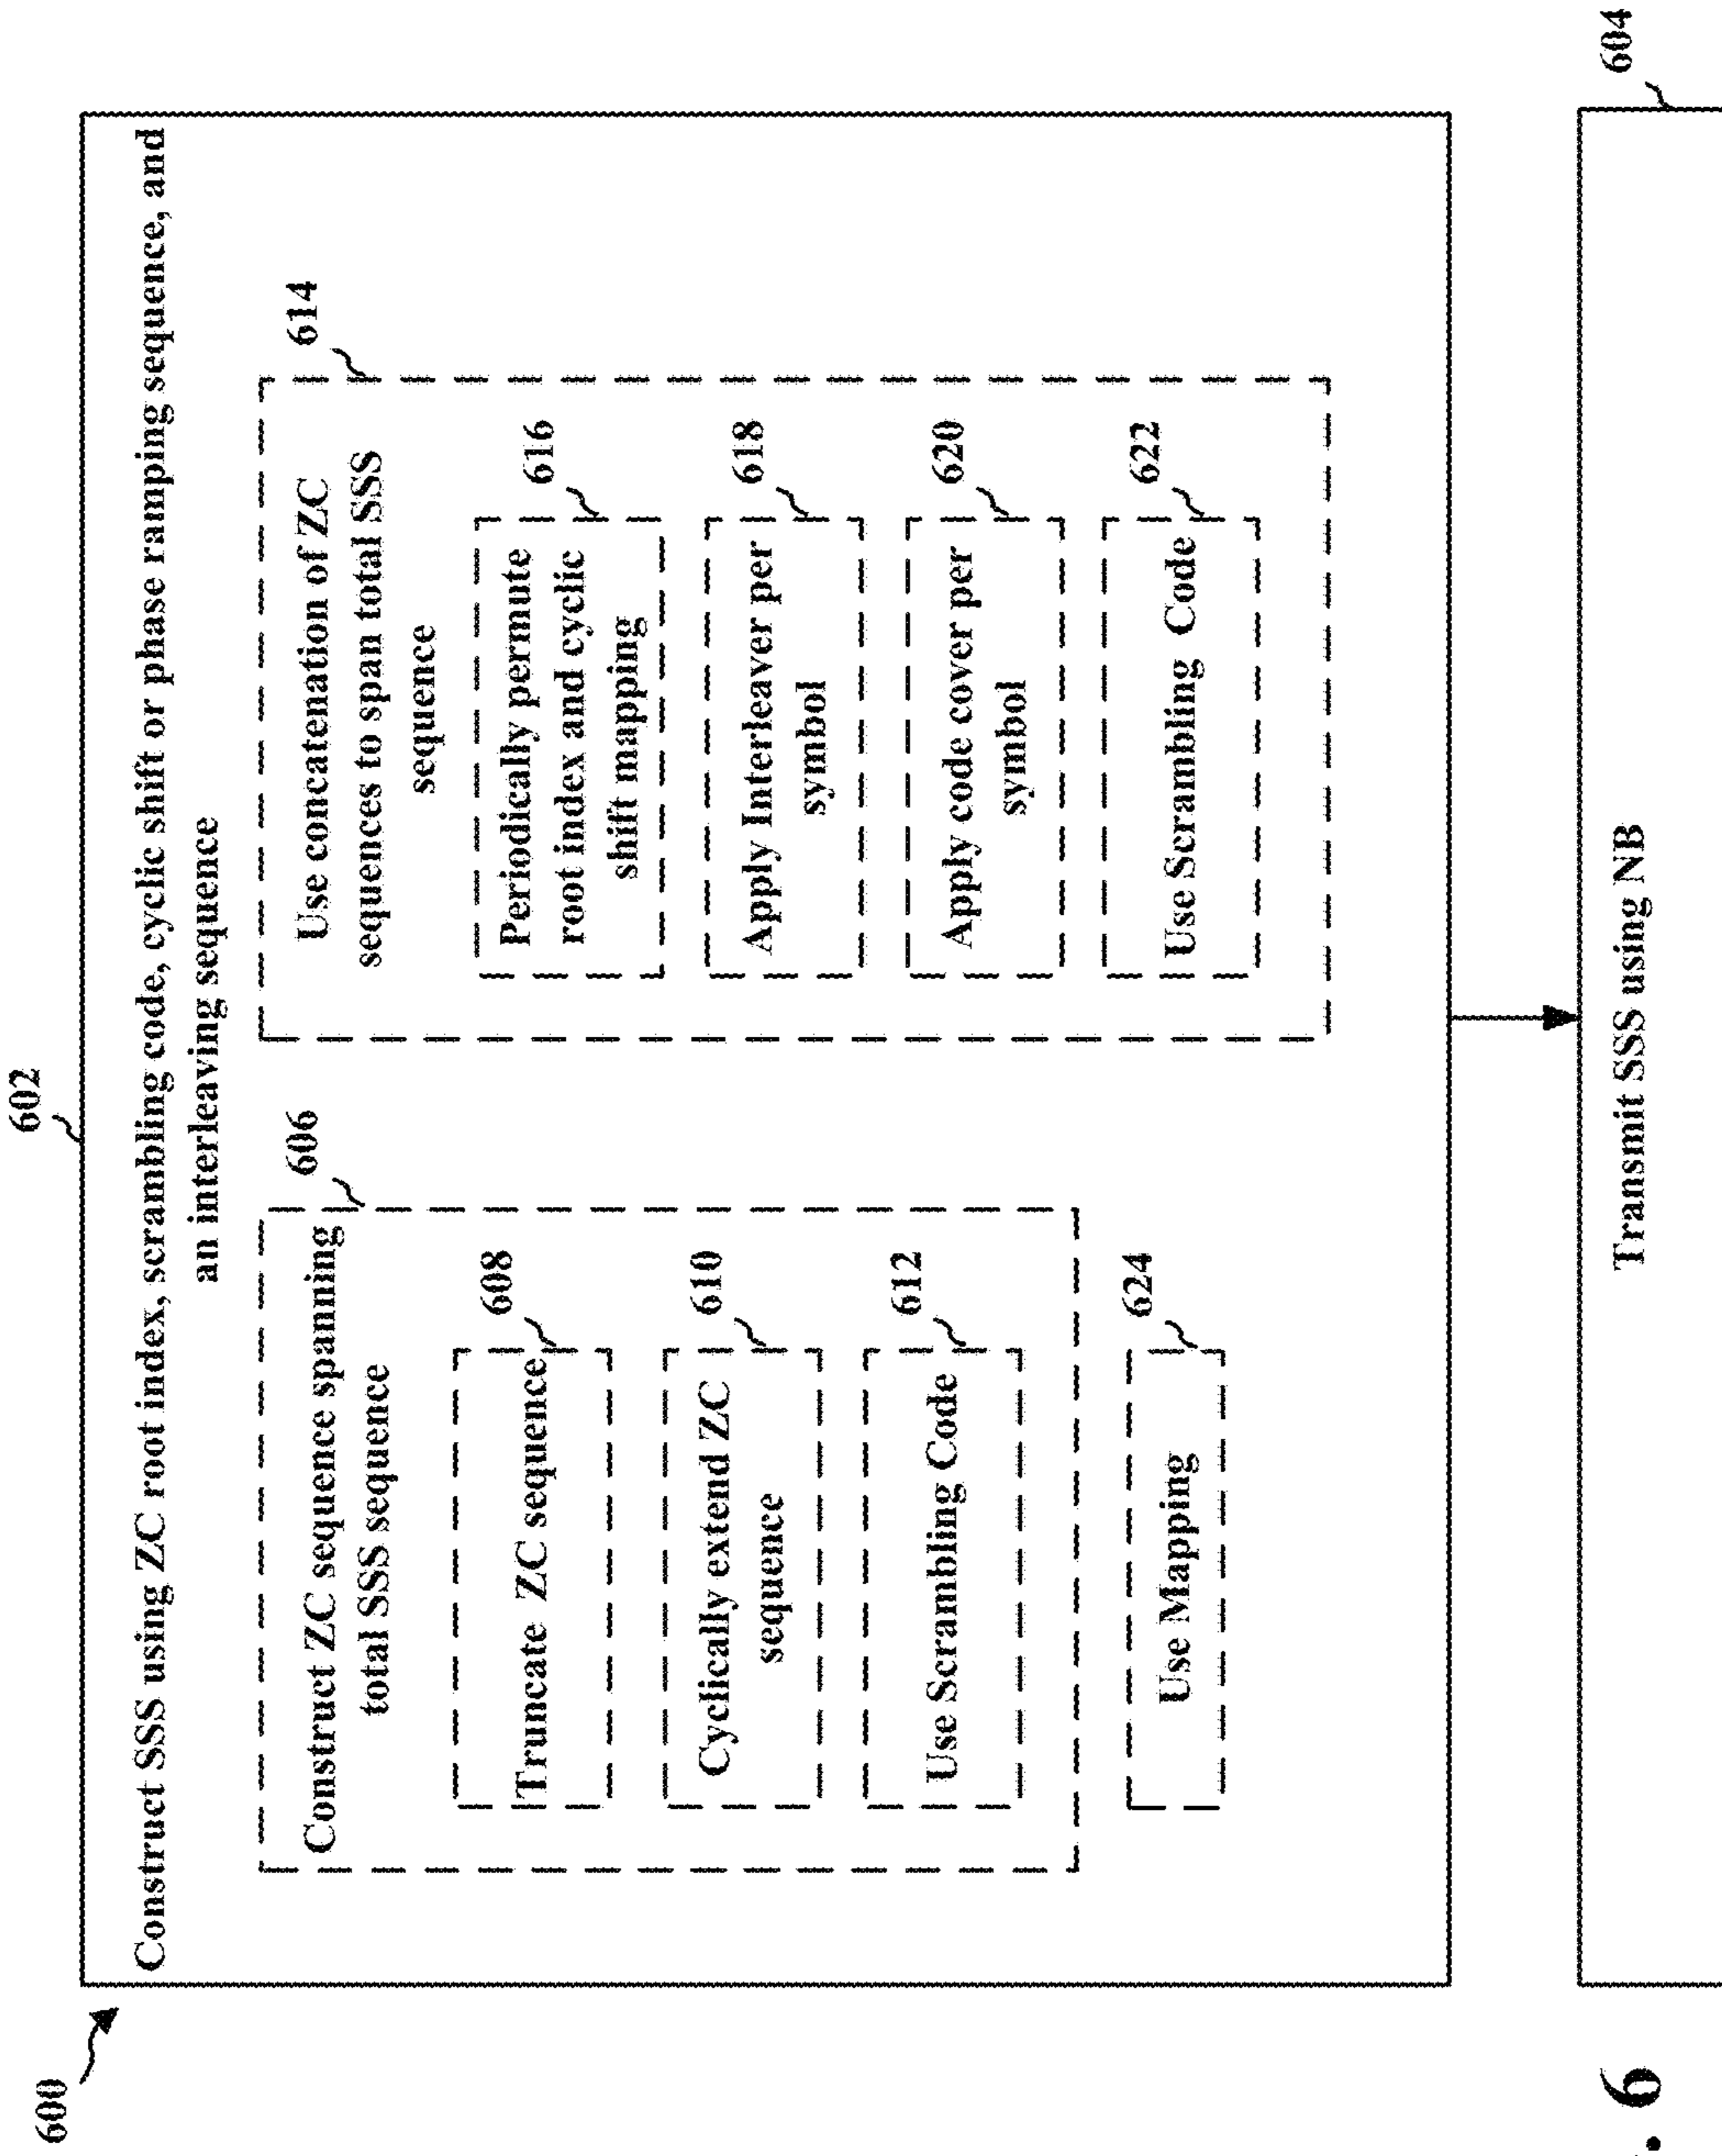 600
602
Construct SSS using ZC root index, scrambling code, cyclic shift or phase ramping sequence, and
an interleaving sequence
606
Construct ZC sequence spanning
total SSS sequence
608
Truncate ZC sequence
610
Cyclically extend ZC
sequence
612
Use Scrambling Code
624
Use Mapping
614
Use concatenation of ZC
sequences to span total SSS
sequence
616
Periodically permute
root index and cyclic
shift mapping
618
Apply Interleaver per
symbol
620
Apply code cover per
symbol
622
Use Scrambling Code
604
Transmit SSS using NB
. 6